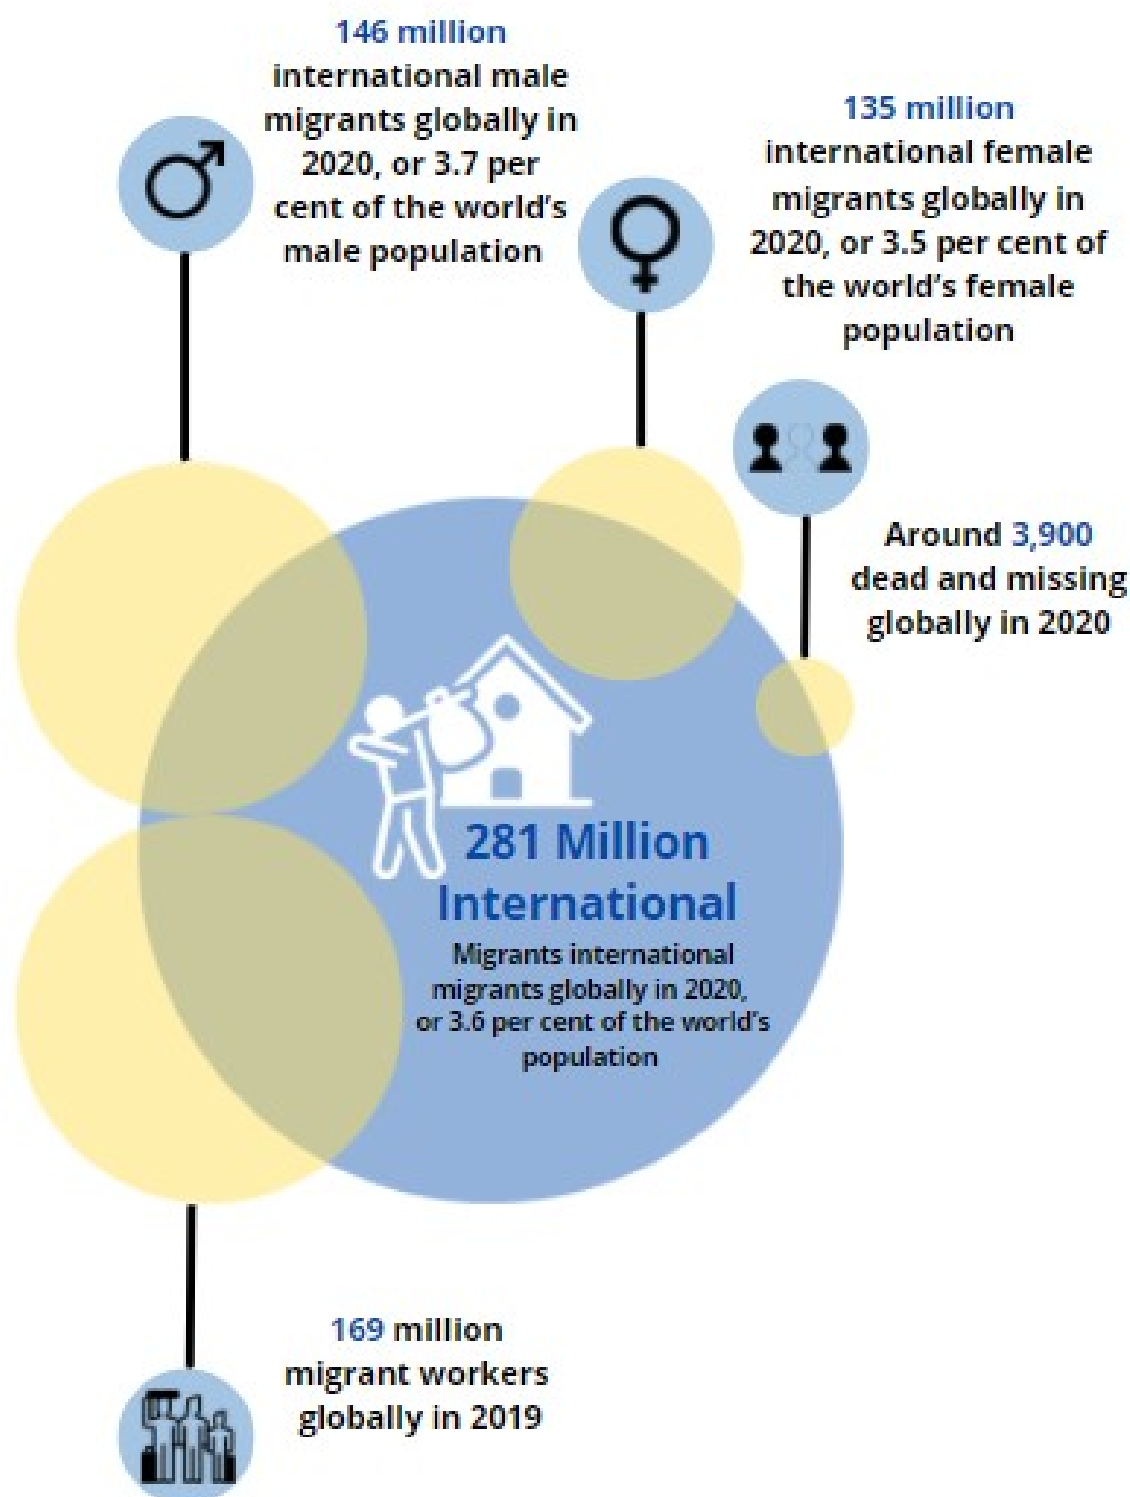 146 million
international male
migrants globally in
2020, or 3.7 per
cent of the world's
male population
135 million
international female
migrants globally in
2020, or 3.5 per cent of
the world's female
population
Around 3,900
dead and missing
globally in 2020
281 Million
International
Migrants international
migrants globally in 2020,
or 3.6 per cent of the world's
population
169 million
migrant workers
globally in 2019